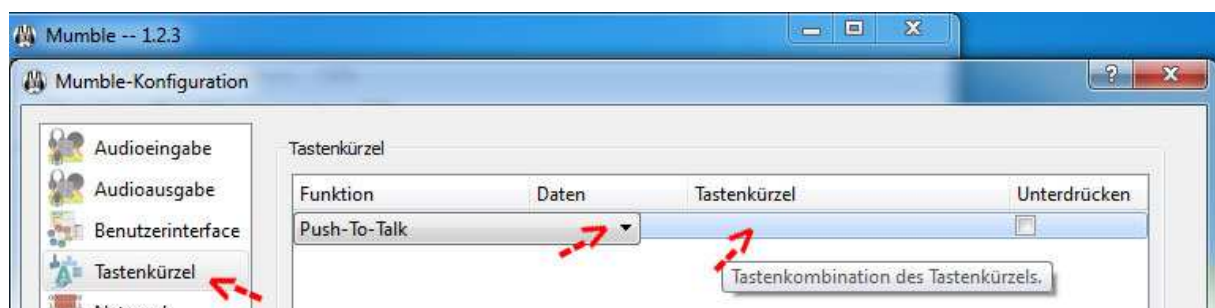 Mumble -- 1.2.3
Mumble-Konfiguration
Audioeingabe
Audioausgabe
Benutzerinterface
Tastenkürzel
Tastenkürzel
Funktion Daten Tastenkürzel Unterdrücken
Push-To-Talk
Tastenkombination des Tastenkürzels.